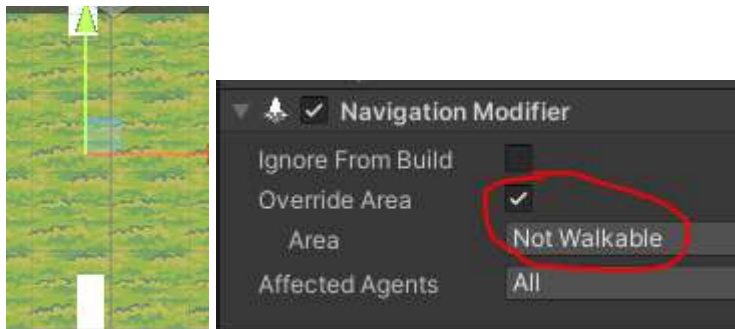 Navigation Modifier
Ignore From Build
Override Area
Area
Not Walkable
Affected Agents
All